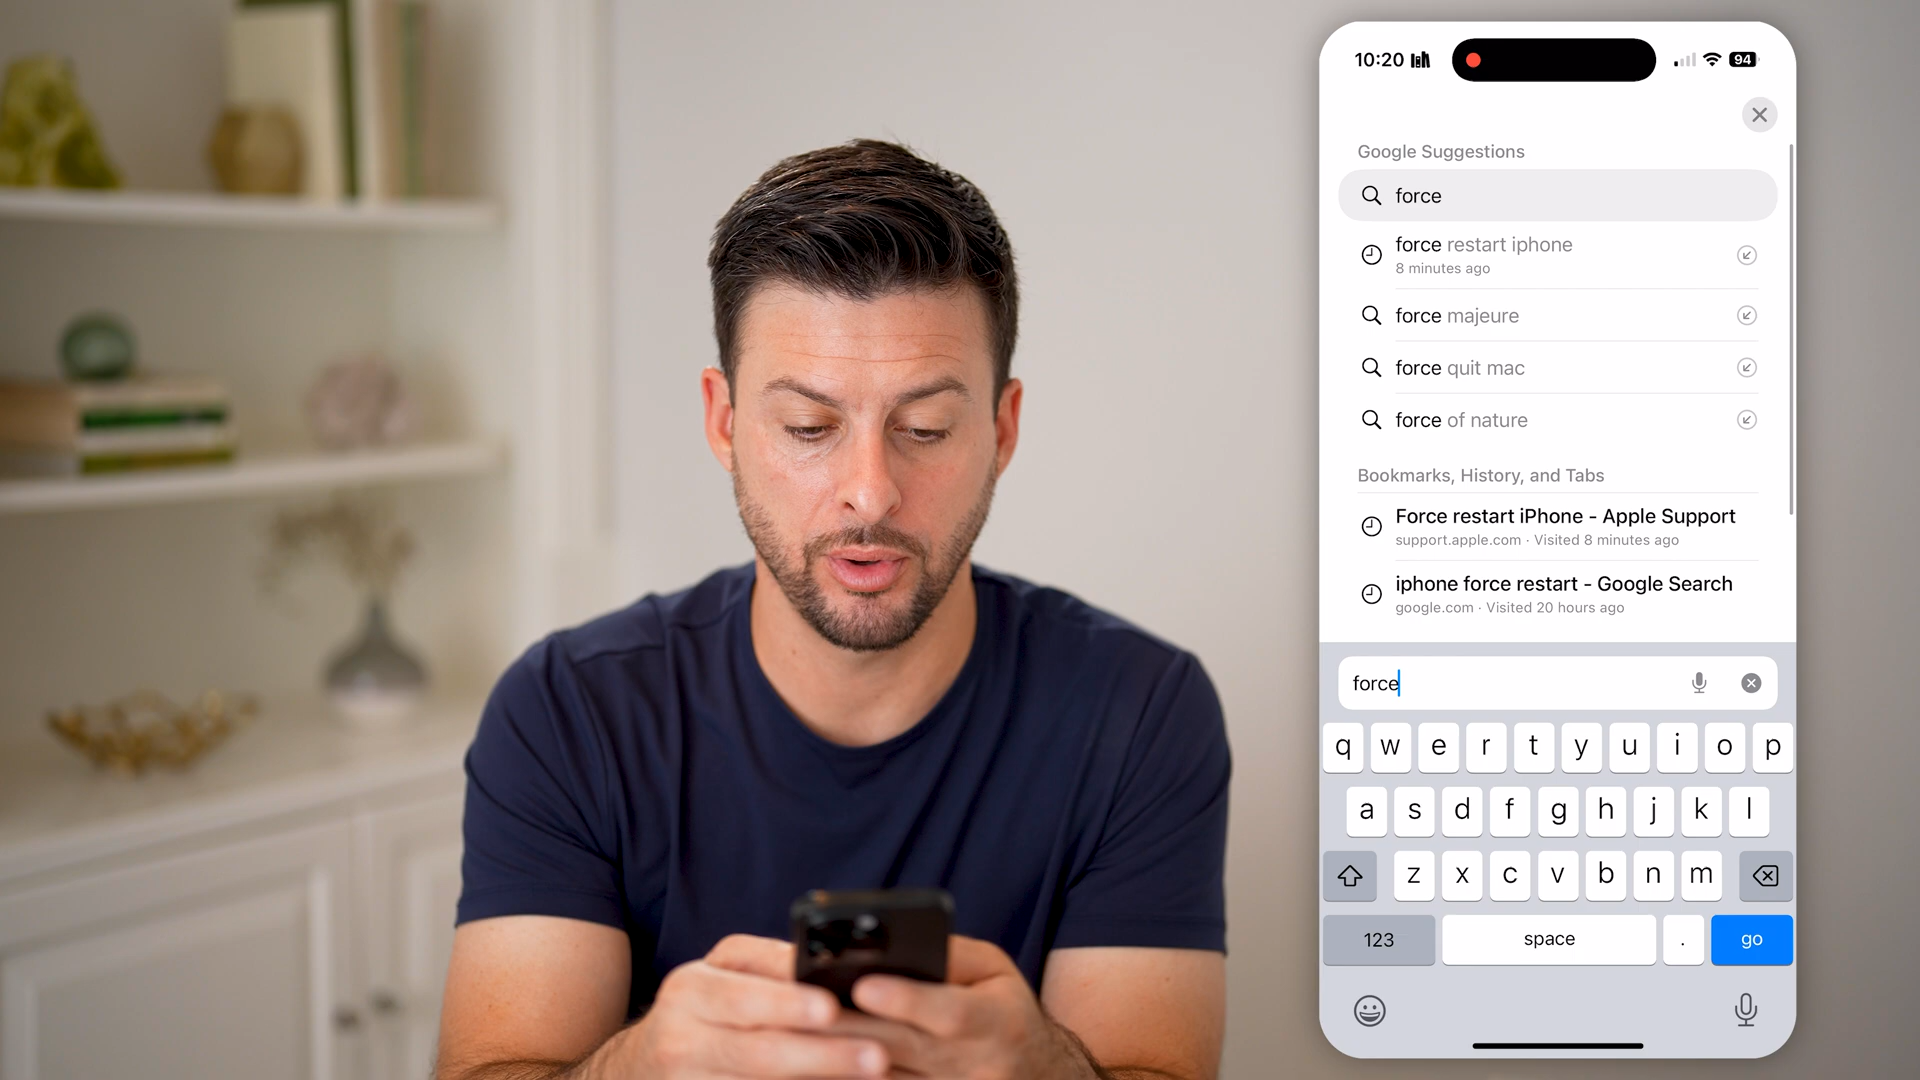 10:20
94
Google Suggestions
force
force restart iphone
8 minutes ago
force majeure
force quit mac
force of nature
Bookmarks, History, and Tabs
Force restart iPhone - Apple Support
support.apple.com · Visited 8 minutes ago
iphone force restart - Google Search
google.com · Visited 20 hours ago
force
q w e r t y u i o p
a s d f g h j k l
z x c v b n m
123 space . go